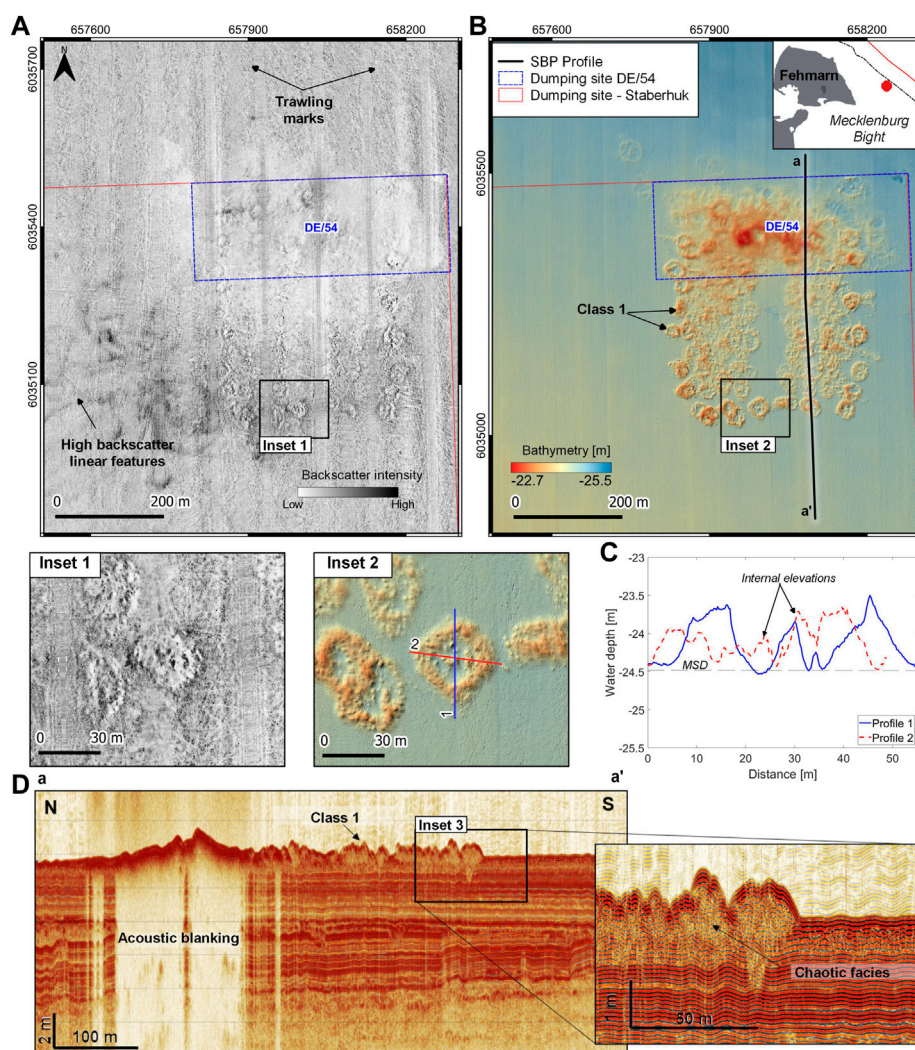 A
657600
657900
658200
6035700
6035400
6035100
N
Trawling
marks
DE/54
High backscatter
linear features
Inset 1
Backscatter intensity
Low
High
0
200 m
B
657900
658200
6035500
6035000
SBP Profile
Dumping site DE/54
Dumping site - Staberhuk
Fehmarn
Mecklenburg
Bight
a
DE/54
Class 1
Inset 2
Bathymetry [m]
-22.7
-25.5
0
200 m
a'
Inset 1
0
30 m
Inset 2
2
1
0
30 m
C
-23
-23.5
-24
-24.5
-25
-25.5
Water depth [m]
Internal elevations
MSD
Profile 1
Profile 2
0
10
20
30
40
50
Distance [m]
D
a
a'
N
S
Class 1
Inset 3
Acoustic blanking
2 m
100 m
Chaotic facies
1 m
50 m